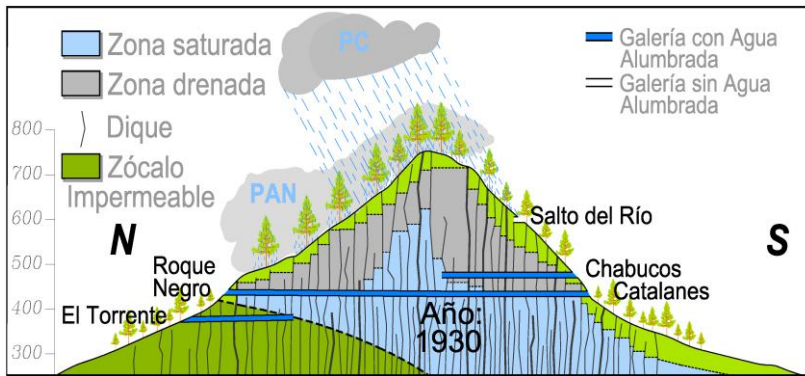 Zona saturada
Zona drenada
Dique
Zócalo
Impermeable
PC
Galería con Agua
Alumbrada
Galería sin Agua
Alumbrada
800
700
600
500
400
300
PAN
N
S
Salto del Río
Roque
Negro
Chabucos
Catalanes
El Torrente
Año:
1930